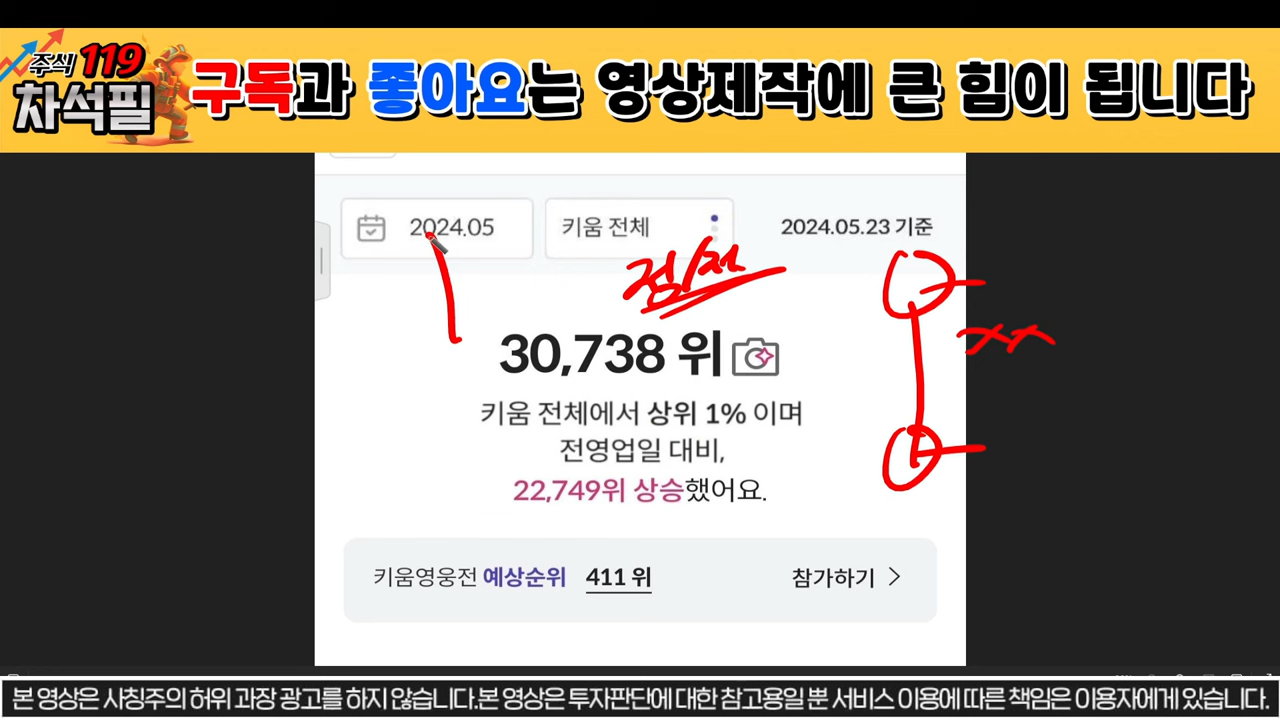 주식 119
차석필
구독과 좋아요는 영상제작에 큰 힘이 됩니다
2024.05
키움 전체
2024.05.23 기준
30,738 위
키움 전체에서 상위 1% 이며
전영업일 대비,
22,749위 상승했어요.
키움영웅전 예상순위 411 위
참가하기
본 영상은 사칭주의 허위 과장 광고를 하지 않습니다.본 영상은 투자판단에 대한 참고용일 뿐 서비스 이용에 따른 책임은 이용자에게 있습니다.